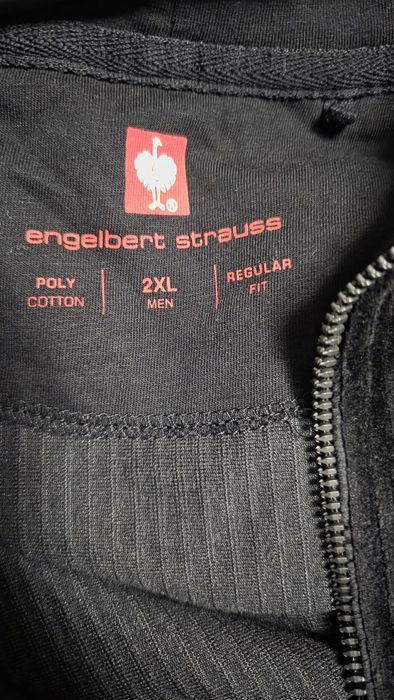 ®
engelbert strauss
POLY COTTON
2XL MEN
REGULAR FIT